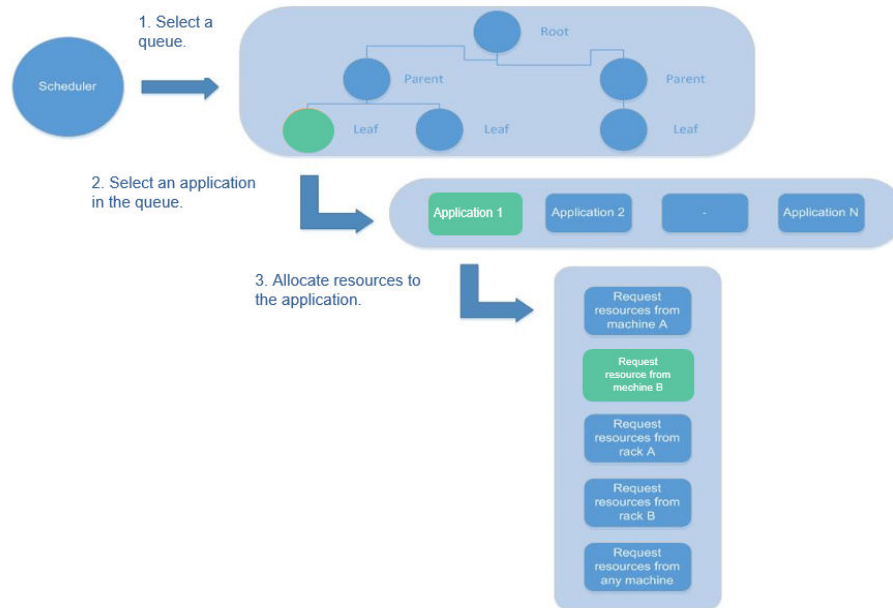 1. Select a
queue.
Scheduler
Root
Parent
Parent
Leaf
Leaf
Leaf
2. Select an application
in the queue.
Application 1
Application 2
-
Application N
3. Allocate resources to
the application.
Request
resources from
machine A
Request
resource from
mechine B
Request
resources from
rack A
Request
resources from
rack B
Request
resources from
any machine